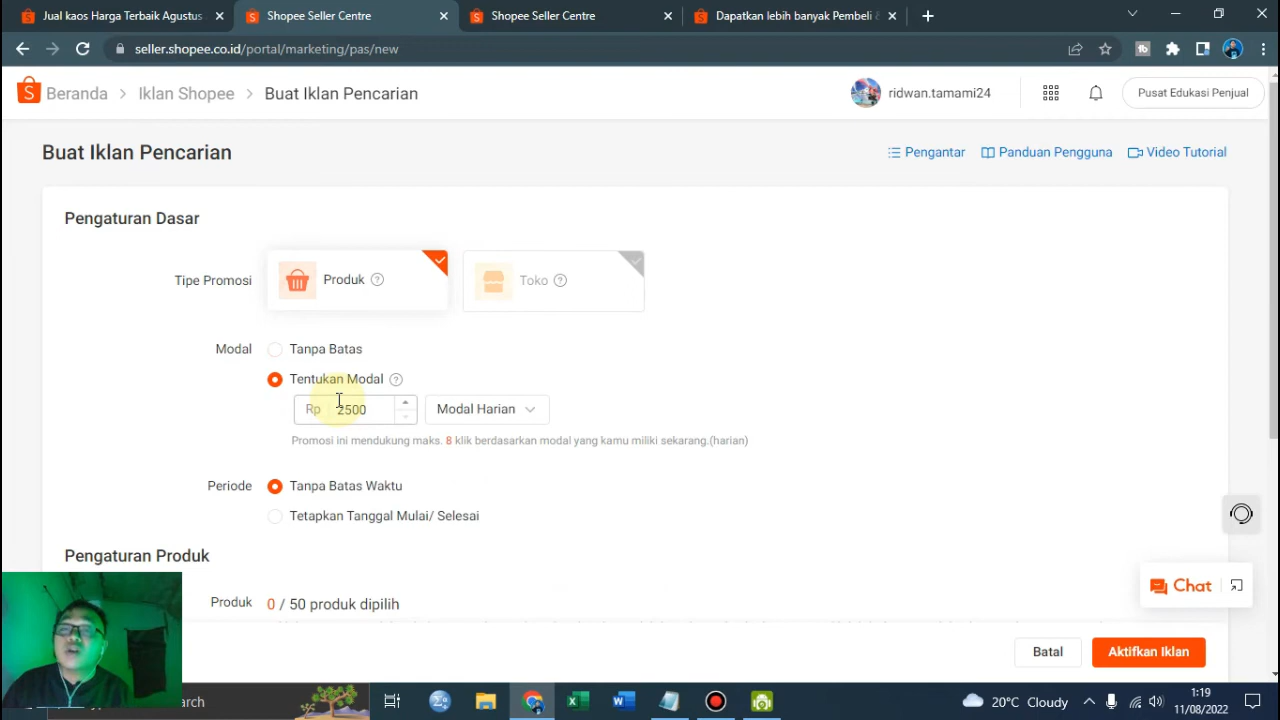 Jual kaos Harga Terbaik Agustus
Shopee Seller Centre
Shopee Seller Centre
Dapatkan lebih banyak Pembeli &
seller.shopee.co.id/portal/marketing/pas/new
Beranda > Iklan Shopee > Buat Iklan Pencarian
ridwan.tamami24
Pusat Edukasi Penjual
Buat Iklan Pencarian
Pengantar
Panduan Pengguna
Video Tutorial
Pengaturan Dasar
Tipe Promosi
Produk
Toko
Modal
Tanpa Batas
Tentukan Modal
Rp 2500
Modal Harian
Promosi ini mendukung maks. 8 klik berdasarkan modal yang kamu miliki sekarang.(harian)
Periode
Tanpa Batas Waktu
Tetapkan Tanggal Mulai/ Selesai
Pengaturan Produk
Produk
0 / 50 produk dipilih
Chat
Batal
Aktifkan Iklan
20°C Cloudy
1:19
11/08/2022